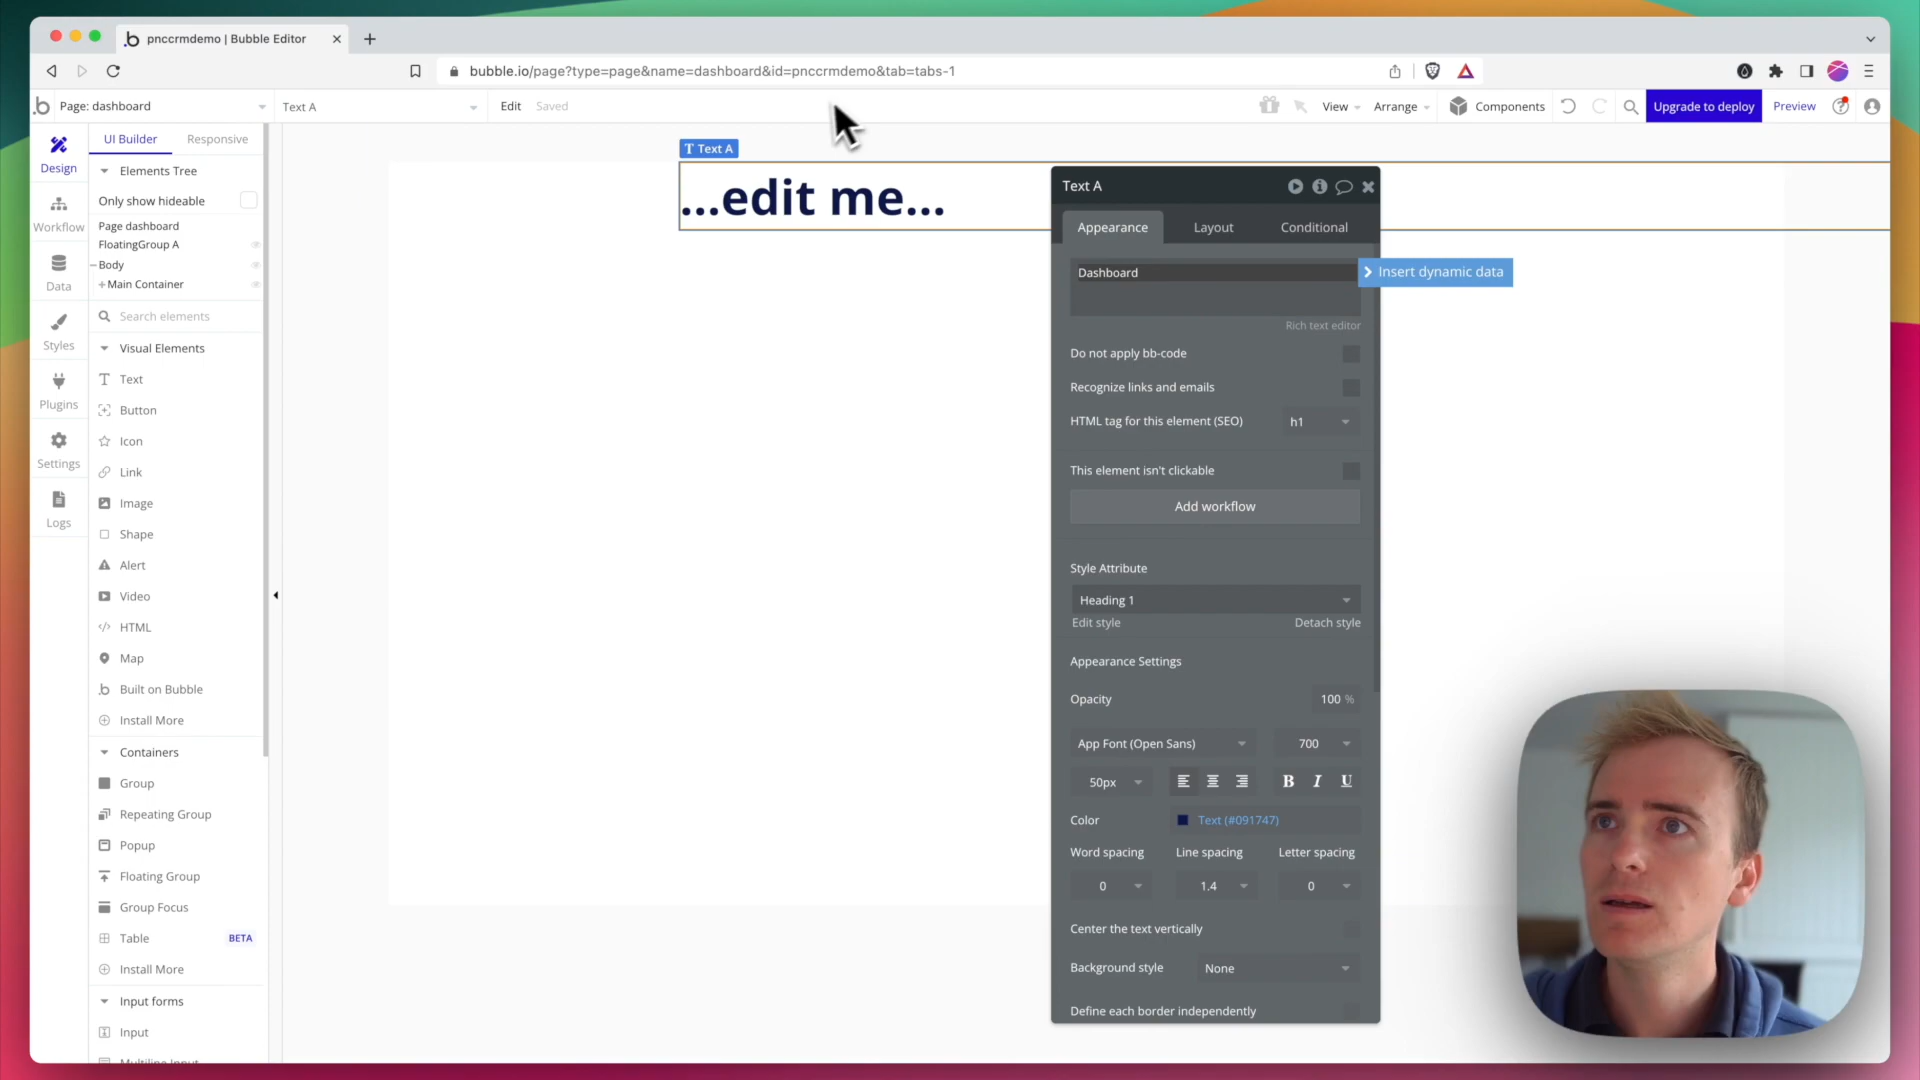 pnccrmdemo | Bubble Editor
bubble.io/page?type=page&name=dashboard&id=pnccrmdemo&tab=tabs-1
Page: dashboard
Text A
Edit
Saved
View
Arrange
Components
Upgrade to deploy
Preview
Design
Workflow
Data
Styles
Plugins
Settings
Logs
UI Builder
Responsive
Elements Tree
Only show hideable
Page dashboard
FloatingGroup A
Body
Main Container
Search elements
Visual Elements
Text
Button
Icon
Link
Image
Shape
Alert
Video
HTML
Map
Built on Bubble
Install More
Containers
Group
Repeating Group
Popup
Floating Group
Group Focus
Table BETA
Install More
Input forms
Input
Multiline Input
T Text A
...edit me...
Text A
Appearance
Layout
Conditional
Dashboard
Insert dynamic data
Rich text editor
Do not apply bb-code
Recognize links and emails
HTML tag for this element (SEO) h1
This element isn't clickable
Add workflow
Style Attribute
Heading 1
Edit style
Detach style
Appearance Settings
Opacity 100 %
App Font (Open Sans) 700
50px B I U
Color Text (#091747)
Word spacing Line spacing Letter spacing
0 1.4 0
Center the text vertically
Background style None
Define each border independently